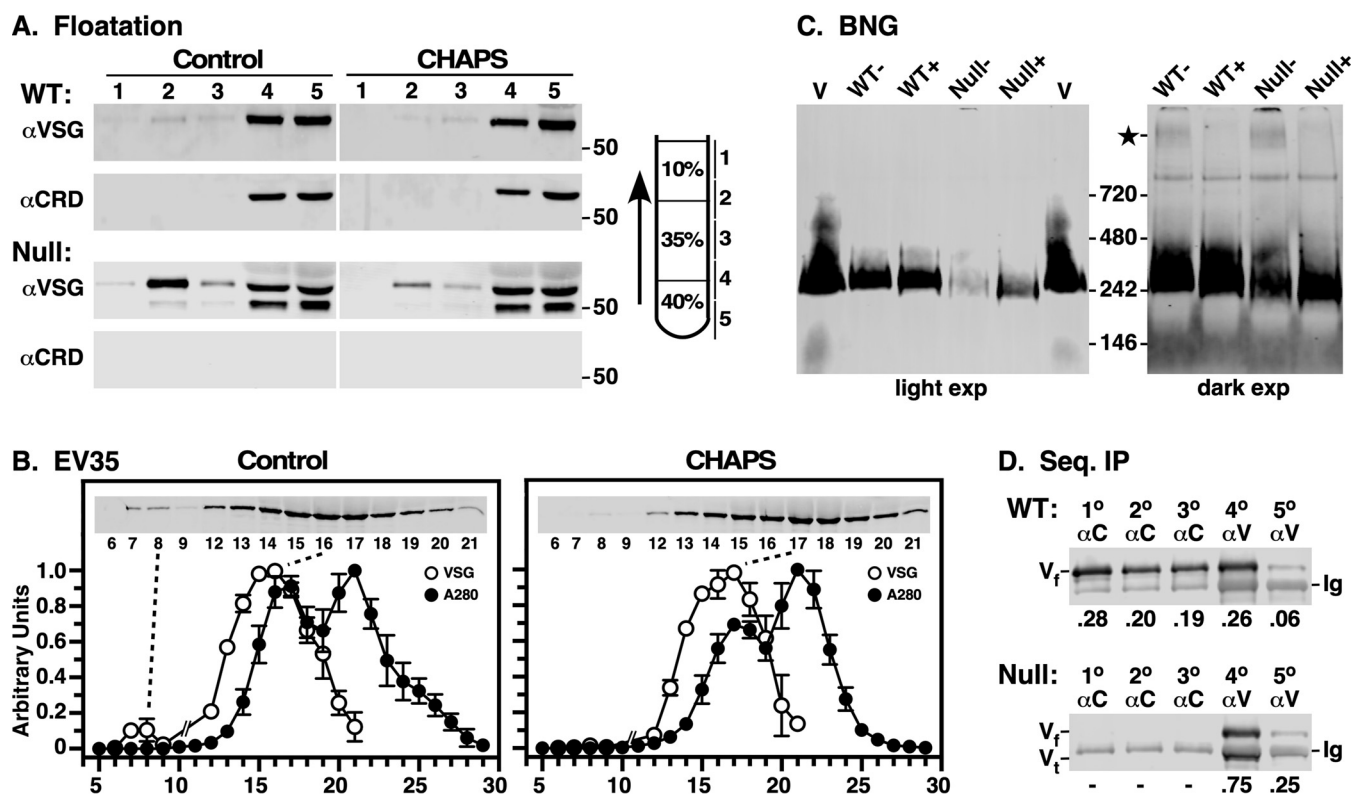 A. Floatation
Control CHAPS
WT: 1 2 3 4 5 1 2 3 4 5
αVSG
-50
αCRD
-50
Null:
αVSG
-50
αCRD
-50
10%
35%
40%
1
2
3
4
5
C. BNG
V WT- WT+ Null- Null+ V
WT- WT+ Null- Null+
★
-720-
-480-
-242-
-146-
light exp
dark exp
B. EV35
Control
CHAPS
6 7 8 9 12 13 14 15 16 17 18 19 20 21
6 7 8 9 12 13 14 15 16 17 18 19 20 21
VSG
A280
VSG
A280
Arbitrary Units
1.0
0.8
0.6
0.4
0.2
0
5 10 15 20 25 30
5 10 15 20 25 30
D. Seq. IP
WT: 1º 2º 3º 4º 5º
αC αC αC αV αV
Vf
-Ig
.28 .20 .19 .26 .06
Null: 1º 2º 3º 4º 5º
αC αC αC αV αV
Vf
Vt
-Ig
- - - .75 .25